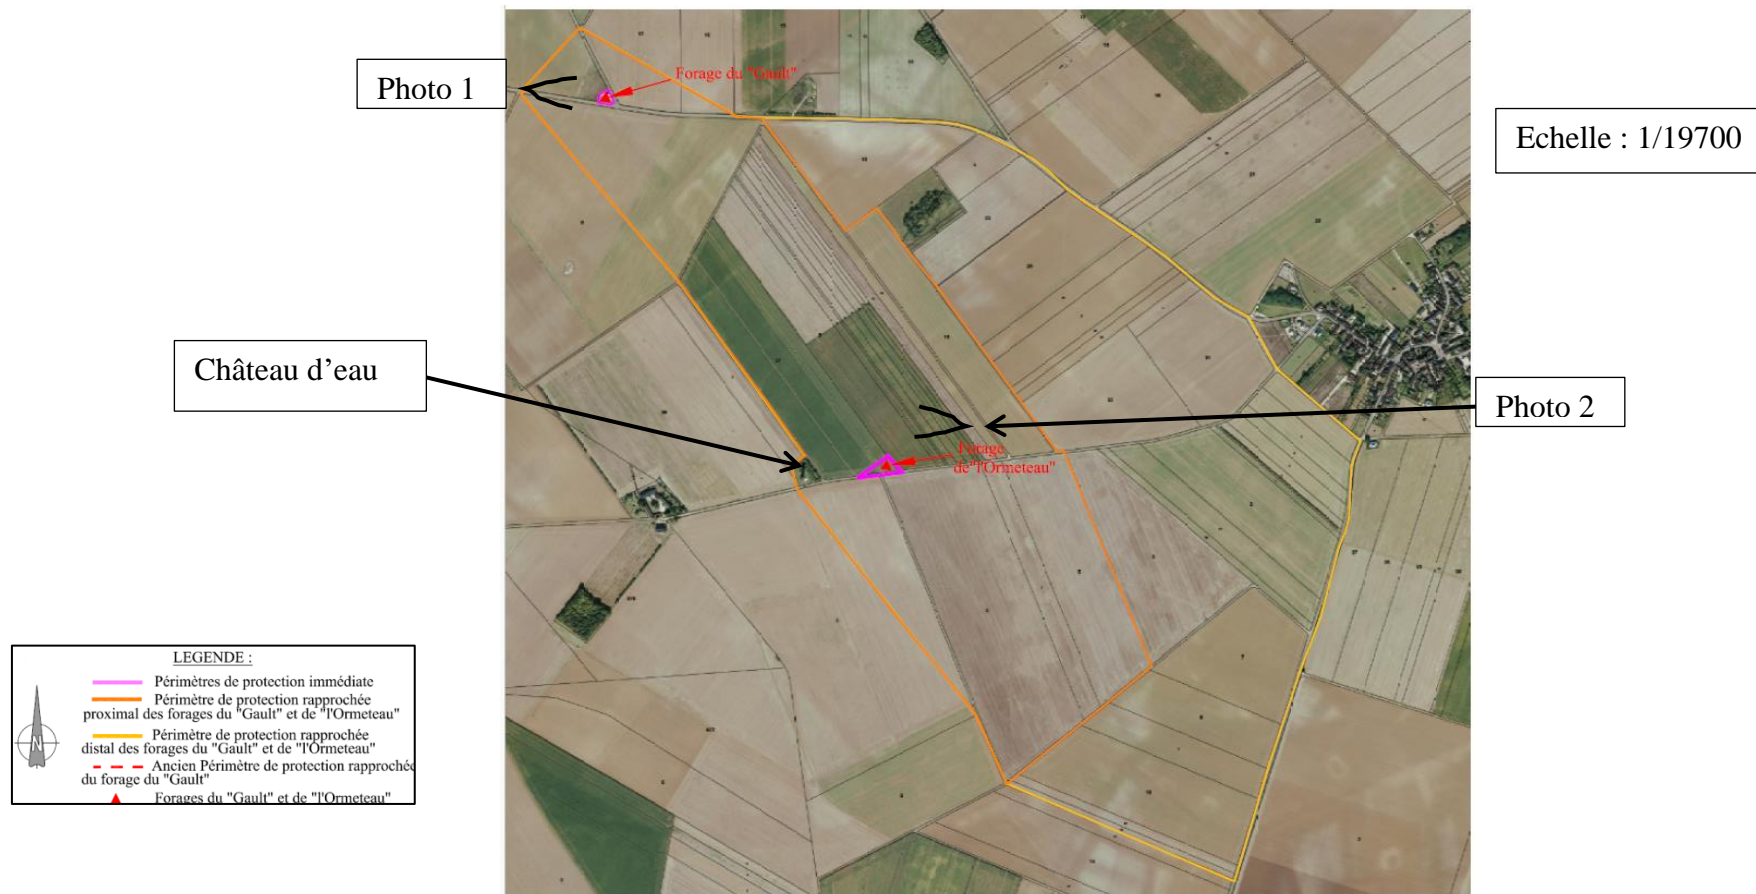 Photo 1
Forage du "Gault"
Echelle : 1/19700
Château d’eau
Photo 2
Forage
de"l'Ormeteau"
LEGENDE :
Périmètres de protection immédiate
Périmètre de protection rapprochée
proximal des forages du "Gault" et de "l'Ormeteau"
Périmètre de protection rapprochée
distal des forages du "Gault" et de "l'Ormeteau"
Ancien Périmètre de protection rapprochée
du forage du "Gault"
Forages du "Gault" et de "l'Ormeteau"
N